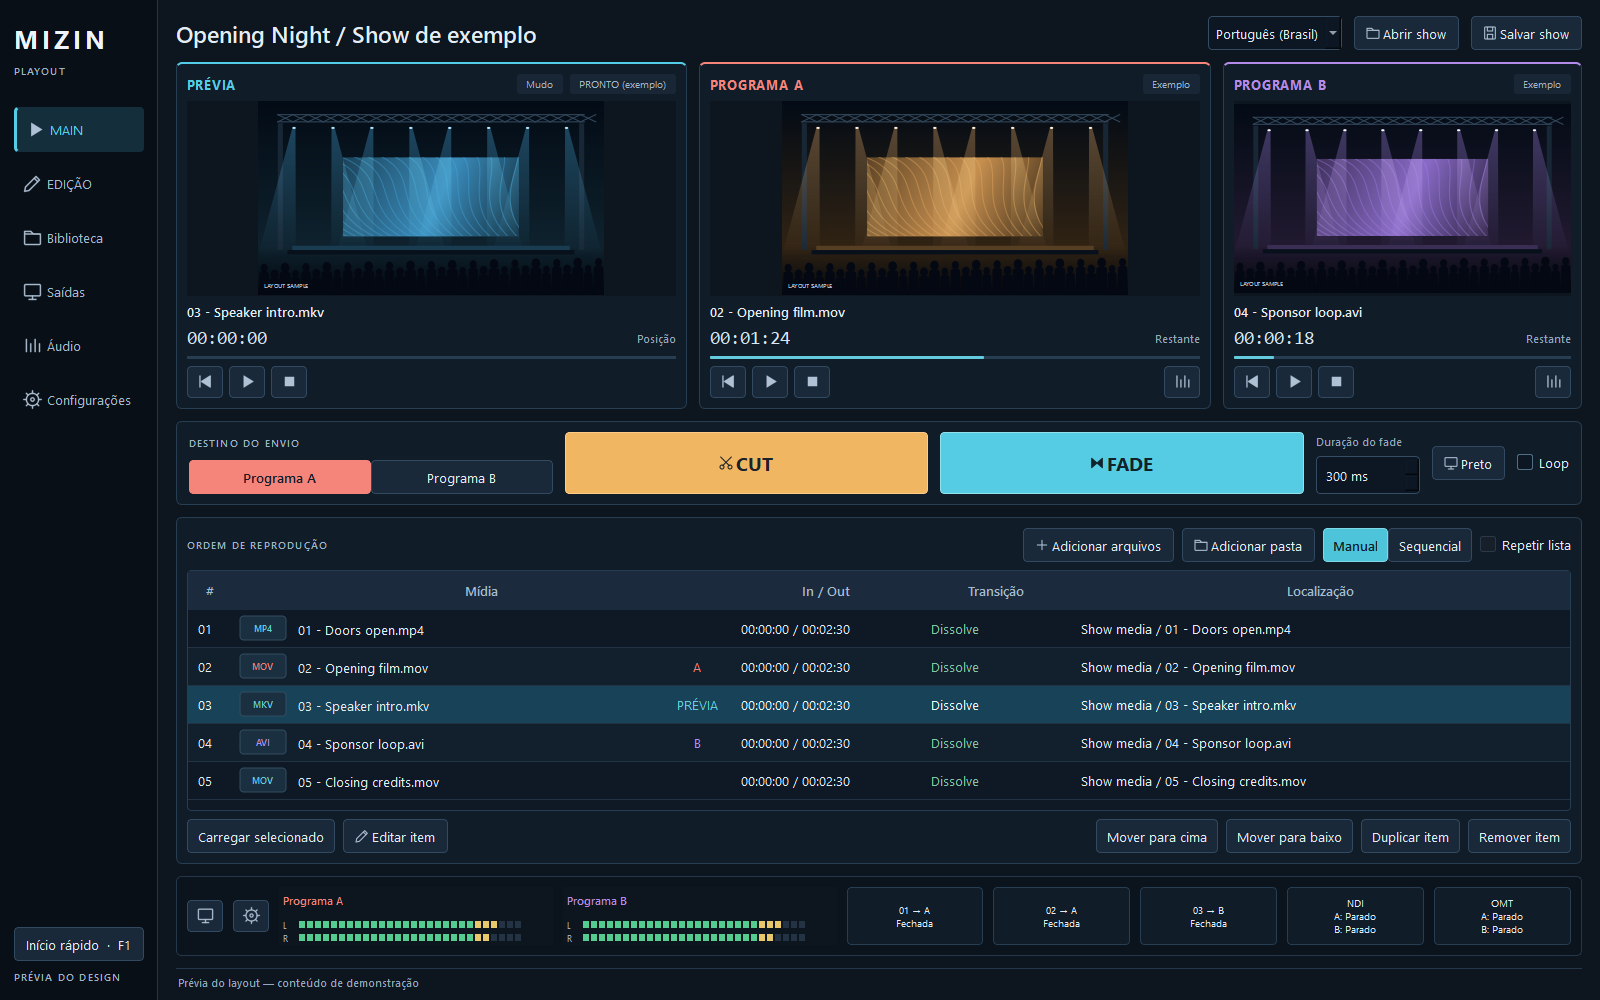 MIZIN
PLAYOUT
MAIN
EDIÇÃO
Biblioteca
Saídas
Áudio
Configurações
Início rápido · F1
PRÉVIA DO DESIGN
Opening Night / Show de exemplo
Português (Brasil)
Abrir show
Salvar show
PRÉVIA
Mudo
PRONTO (exemplo)
LAYOUT SAMPLE
03 - Speaker intro.mkv
00:00:00
Posição
PROGRAMA A
Exemplo
LAYOUT SAMPLE
02 - Opening film.mov
00:01:24
Restante
PROGRAMA B
Exemplo
LAYOUT SAMPLE
04 - Sponsor loop.avi
00:00:18
Restante
DESTINO DO ENVIO
Programa A
Programa B
CUT
FADE
Duração do fade
300 ms
Preto
Loop
ORDEM DE REPRODUÇÃO
Adicionar arquivos
Adicionar pasta
Manual
Sequencial
Repetir lista
# Mídia In / Out Transição Localização
01 MP4 01 - Doors open.mp4 00:00:00 / 00:02:30 Dissolve Show media / 01 - Doors open.mp4
02 MOV 02 - Opening film.mov A 00:00:00 / 00:02:30 Dissolve Show media / 02 - Opening film.mov
03 MKV 03 - Speaker intro.mkv PRÉVIA 00:00:00 / 00:02:30 Dissolve Show media / 03 - Speaker intro.mkv
04 AVI 04 - Sponsor loop.avi B 00:00:00 / 00:02:30 Dissolve Show media / 04 - Sponsor loop.avi
05 MOV 05 - Closing credits.mov 00:00:00 / 00:02:30 Dissolve Show media / 05 - Closing credits.mov
Carregar selecionado
Editar item
Mover para cima
Mover para baixo
Duplicar item
Remover item
Programa A
L
R
Programa B
L
R
01 → A
Fechada
02 → A
Fechada
03 → B
Fechada
NDI
A: Parado
B: Parado
OMT
A: Parado
B: Parado
Prévia do layout — conteúdo de demonstração